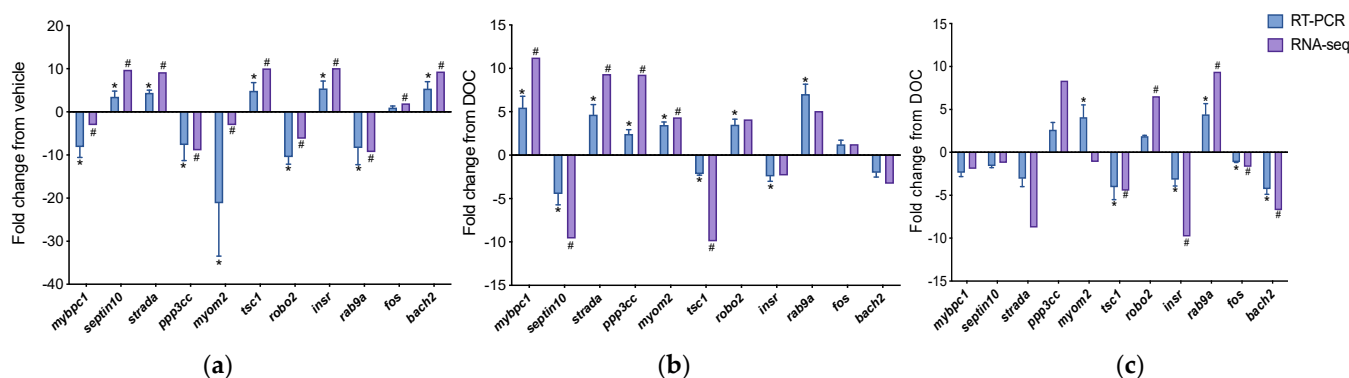 RT-PCR
RNA-seq
Fold change from vehicle
20
10
0
-10
-20
-30
-40
* # * # * # * # * # * # * # * # * # # * #
mybpc1 septin10 strada ppp3cc myom2 tsc1 robo2 insr rab9a fos bach2
(a)
Fold change from DOC
15
10
5
0
-5
-10
-15
* # * # * # * # * # * # * * *
mybpc1 septin10 strada ppp3cc myom2 tsc1 robo2 insr rab9a fos bach2
(b)
Fold change from DOC
15
10
5
0
-5
-10
-15
* * # # * # * # * # * #
mybpc1 septin10 strada ppp3cc myom2 tsc1 robo2 insr rab9a fos bach2
(c)